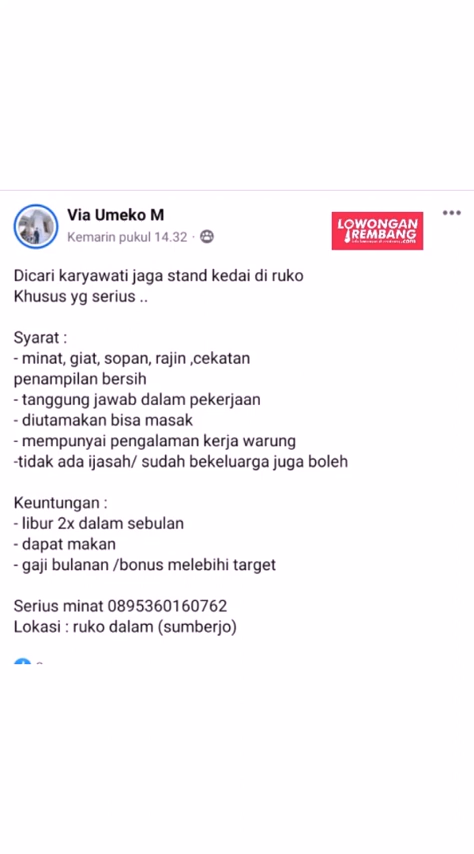 Via Umeko M
Kemarin pukul 14.32 ·
LOWONGAN
REMBANG
Dicari karyawati jaga stand kedai di ruko
Khusus yg serius ..
Syarat :
- minat, giat, sopan, rajin ,cekatan
penampilan bersih
- tanggung jawab dalam pekerjaan
- diutamakan bisa masak
- mempunyai pengalaman kerja warung
-tidak ada ijasah/ sudah bekeluarga juga boleh
Keuntungan :
- libur 2x dalam sebulan
- dapat makan
- gaji bulanan /bonus melebihi target
Serius minat 0895360160762
Lokasi : ruko dalam (sumberjo)